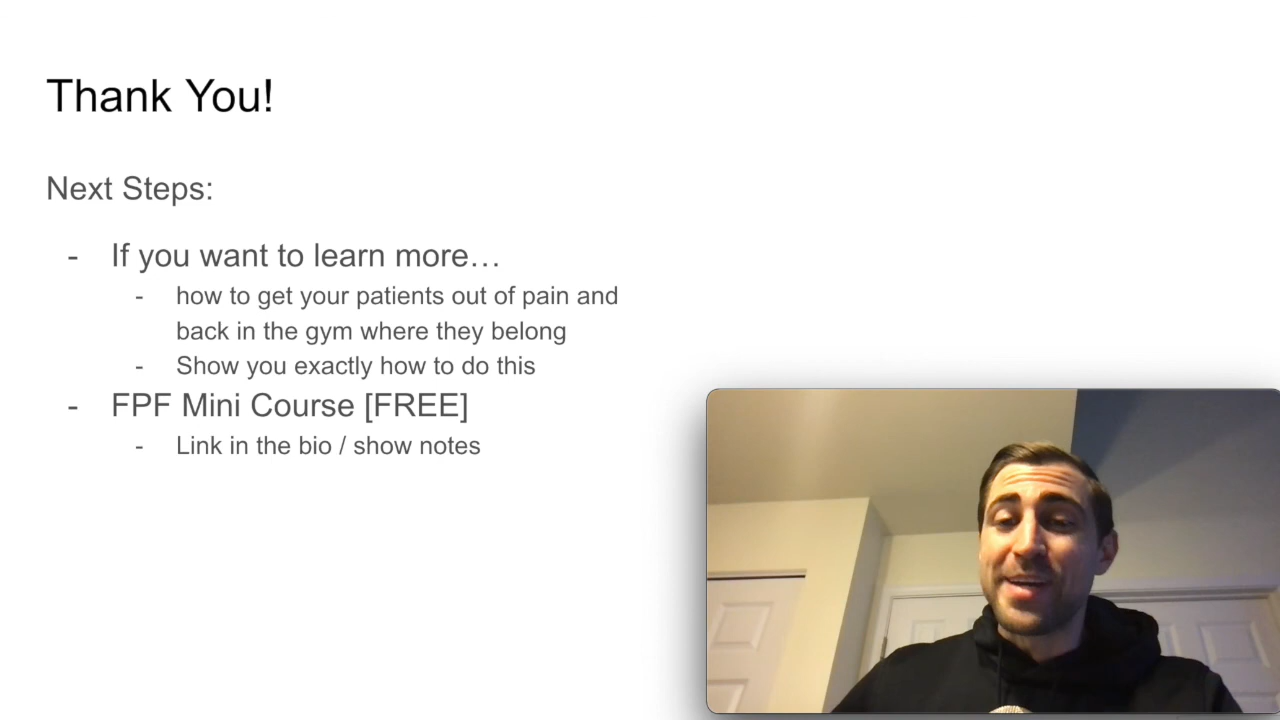 Thank You!
Next Steps:
- If you want to learn more…
- how to get your patients out of pain and
back in the gym where they belong
- Show you exactly how to do this
- FPF Mini Course [FREE]
- Link in the bio / show notes